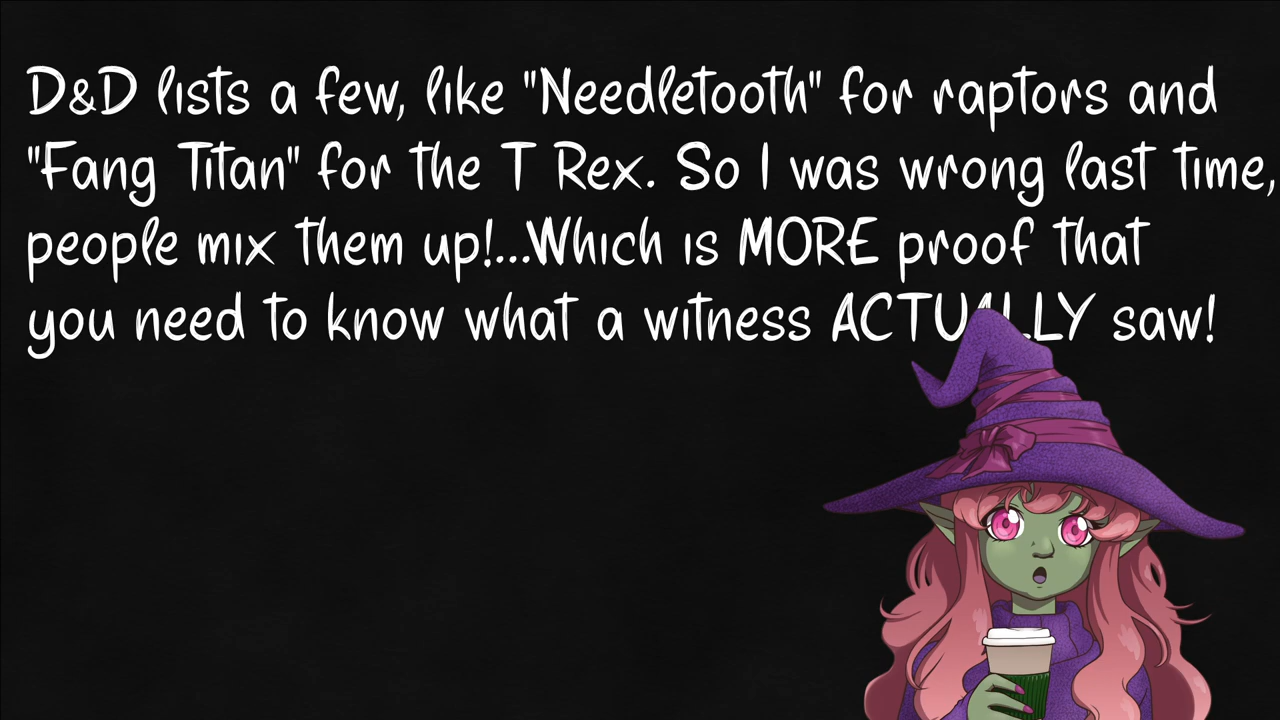 D&D lists a few, like "Needletooth" for raptors and
"Fang Titan" for the T Rex. So I was wrong last time,
people mix them up!...Which is MORE proof that
you need to know what a witness ACTUALLY saw!